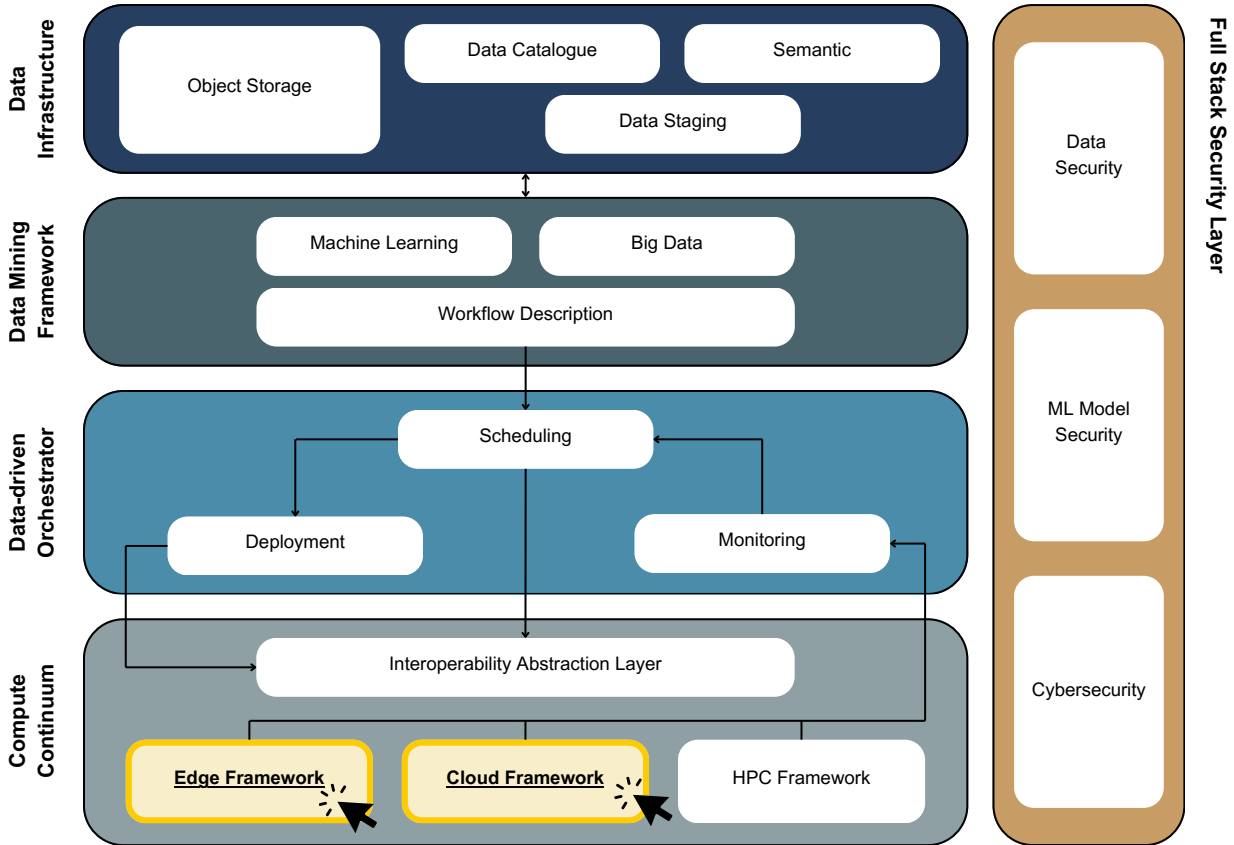 Data
Infrastructure
Object Storage
Data Catalogue
Semantic
Data Staging
Data Mining
Framework
Machine Learning
Big Data
Workflow Description
Data-driven
Orchestrator
Scheduling
Deployment
Monitoring
Compute
Continuum
Interoperability Abstraction Layer
Edge Framework
Cloud Framework
HPC Framework
Full Stack Security Layer
Data
Security
ML Model
Security
Cybersecurity